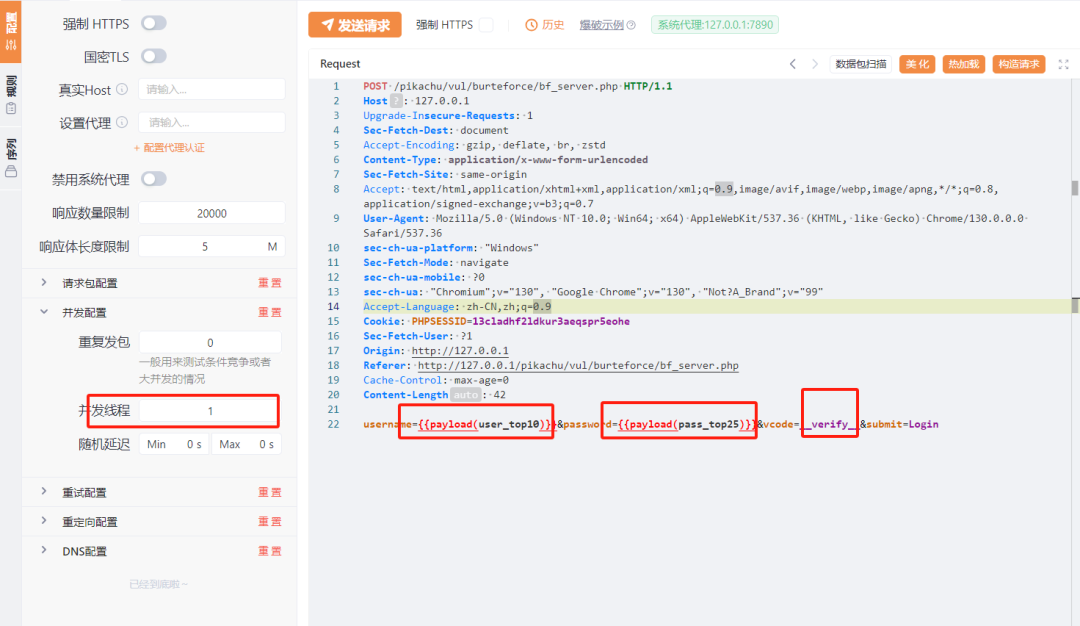 配置
规则
序列
强制 HTTPS
国密TLS
真实Host
请输入...
设置代理
请输入...
+ 配置代理认证
禁用系统代理
响应数量限制 20000
响应体长度限制 5 M
请求包配置 重置
并发配置 重置
重复发包 0
一般用来测试条件竞争或者
大并发的情况
并发线程 1
随机延迟 Min 0 s Max 0 s
重试配置 重置
重定向配置 重置
DNS配置 重置
已经到底啦~
发送请求 强制 HTTPS 历史 爆破示例 系统代理:127.0.0.1:7890
Request 数据包扫描 美化 热加载 构造请求
1 POST /pikachu/vul/burteforce/bf_server.php HTTP/1.1
2 Host ? : 127.0.0.1
3 Upgrade-Insecure-Requests: 1
4 Sec-Fetch-Dest: document
5 Accept-Encoding: gzip, deflate, br, zstd
6 Content-Type: application/x-www-form-urlencoded
7 Sec-Fetch-Site: same-origin
8 Accept: text/html,application/xhtml+xml,application/xml;q=0.9,image/avif,image/webp,image/apng,*/*;q=0.8,
application/signed-exchange;v=b3;q=0.7
9 User-Agent: Mozilla/5.0 (Windows NT 10.0; Win64; x64) AppleWebKit/537.36 (KHTML, like Gecko) Chrome/130.0.0.0
Safari/537.36
10 sec-ch-ua-platform: "Windows"
11 Sec-Fetch-Mode: navigate
12 sec-ch-ua-mobile: ?0
13 sec-ch-ua: "Chromium";v="130", "Google Chrome";v="130", "Not?A_Brand";v="99"
14 Accept-Language: zh-CN,zh;q=0.9
15 Cookie: PHPSESSID=l3cladhf2ldkur3aeqspr5eohe
16 Sec-Fetch-User: ?1
17 Origin: http://127.0.0.1
18 Referer: http://127.0.0.1/pikachu/vul/burteforce/bf_server.php
19 Cache-Control: max-age=0
20 Content-Length auto : 42
21
22 username={{payload(user_top10)}}&password={{payload(pass_top25)}}&vcode=__verify__&submit=Login